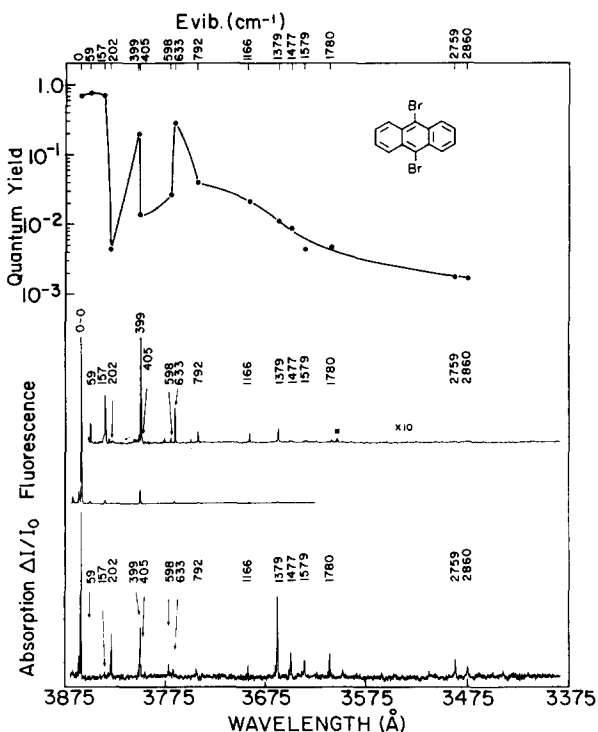 Evib. (cm⁻¹)
0 59 157 202 399 405 598 633 792 1166 1379 1477 1780 2759 2860
1.0
10⁻¹
10⁻²
10⁻³
Quantum Yield
Br
Br
0-0 59 157 202 399 405 598 633 792 1166 1379 1477 1579 1780 2759 2860
x10
Fluorescence
59 157 202 399 405 598 633 792 1166 1379 1477 1579 1780 2759 2860
Absorption ΔI/I₀
3875 3775 3675 3575 3475 3375
WAVELENGTH (Å)